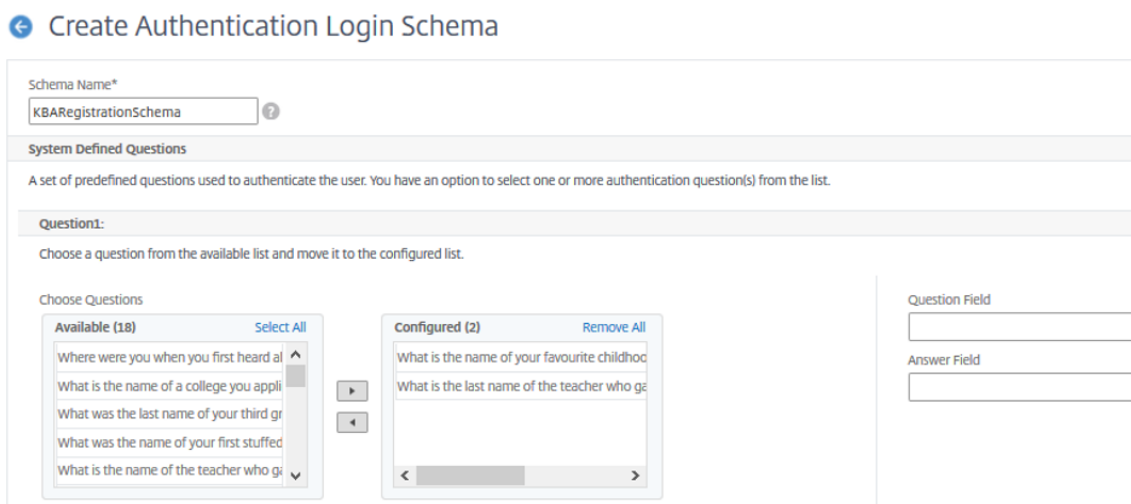 Create Authentication Login Schema
Schema Name*
KBARegistrationSchema
?
System Defined Questions
A set of predefined questions used to authenticate the user. You have an option to select one or more authentication question(s) from the list.
Question1:
Choose a question from the available list and move it to the configured list.
Choose Questions
Available (18) Select All
Where were you when you first heard
What is the name of a college you appli
What was the last name of your third gr
What was the name of your first stuffed
What is the name of the teacher who
Configured (2) Remove All
What is the name of your favourite childhoo
What is the last name of the teacher who
Question Field
Answer Field